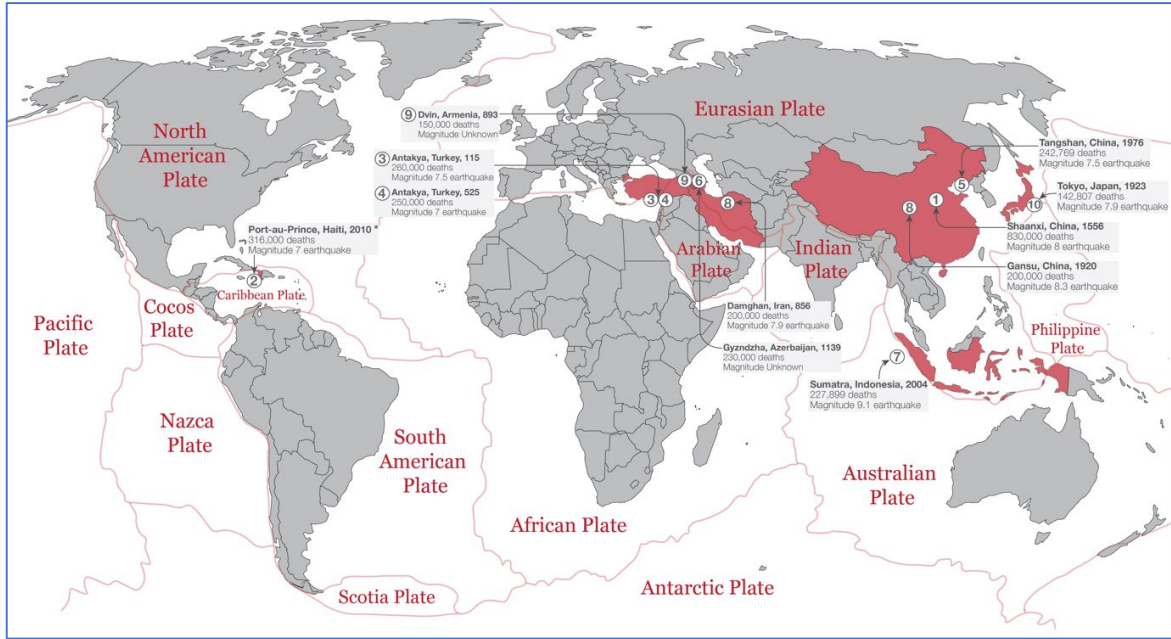 North
American
Plate
Eurasian Plate
⑨ Dvin, Armenia, 893
150,000 deaths
Magnitude Unknown
③ Antakya, Turkey, 115
260,000 deaths
Magnitude 7.5 earthquake
④ Antakya, Turkey, 525
250,000 deaths
Magnitude 7 earthquake
Tangshan, China, 1976
242,769 deaths
Magnitude 7.5 earthquake
Tokyo, Japan, 1923
142,807 deaths
Magnitude 7.9 earthquake
⑨ ⑥
③ ④
⑧
⑧
①
⑤
⑩
Port-au-Prince, Haiti, 2010 *
316,000 deaths
Magnitude 7 earthquake
②
Caribbean Plate
Shaanxi, China, 1556
830,000 deaths
Magnitude 8 earthquake
Gansu, China, 1920
200,000 deaths
Magnitude 8.3 earthquake
Arabian
Plate
Indian
Plate
Damghan, Iran, 856
200,000 deaths
Magnitude 7.9 earthquake
Gyzndzha, Azerbaijan, 1139
230,000 deaths
Magnitude Unknown
Cocos
Plate
Pacific
Plate
Philippine
Plate
⑦
Sumatra, Indonesia, 2004
227,899 deaths
Magnitude 9.1 earthquake
Nazca
Plate
South
American
Plate
Australian
Plate
African Plate
Antarctic Plate
Scotia Plate